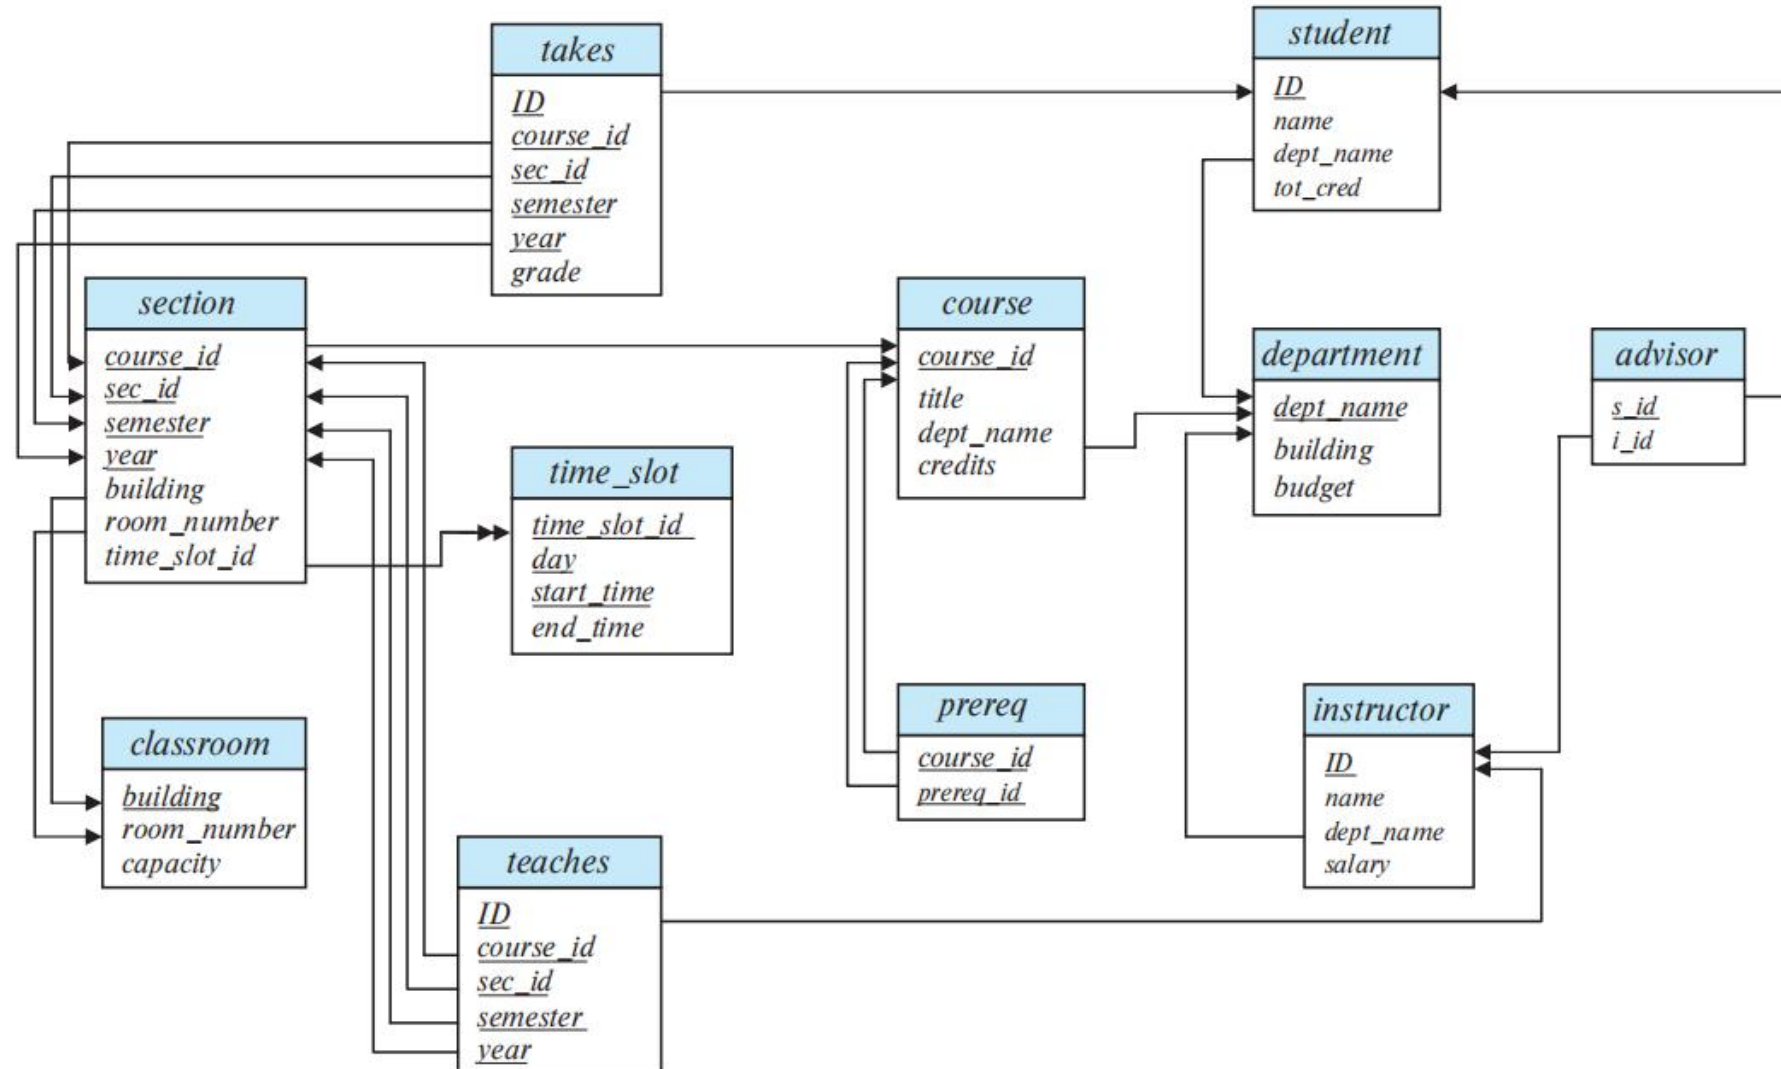 takes
ID
course_id
sec_id
semester
year
grade
student
ID
name
dept_name
tot_cred
section
course_id
sec_id
semester
year
building
room_number
time_slot_id
course
course_id
title
dept_name
credits
department
dept_name
building
budget
advisor
s_id
i_id
time_slot
time_slot_id
day
start_time
end_time
prereq
course_id
prereq_id
instructor
ID
name
dept_name
salary
classroom
building
room_number
capacity
teaches
ID
course_id
sec_id
semester
year